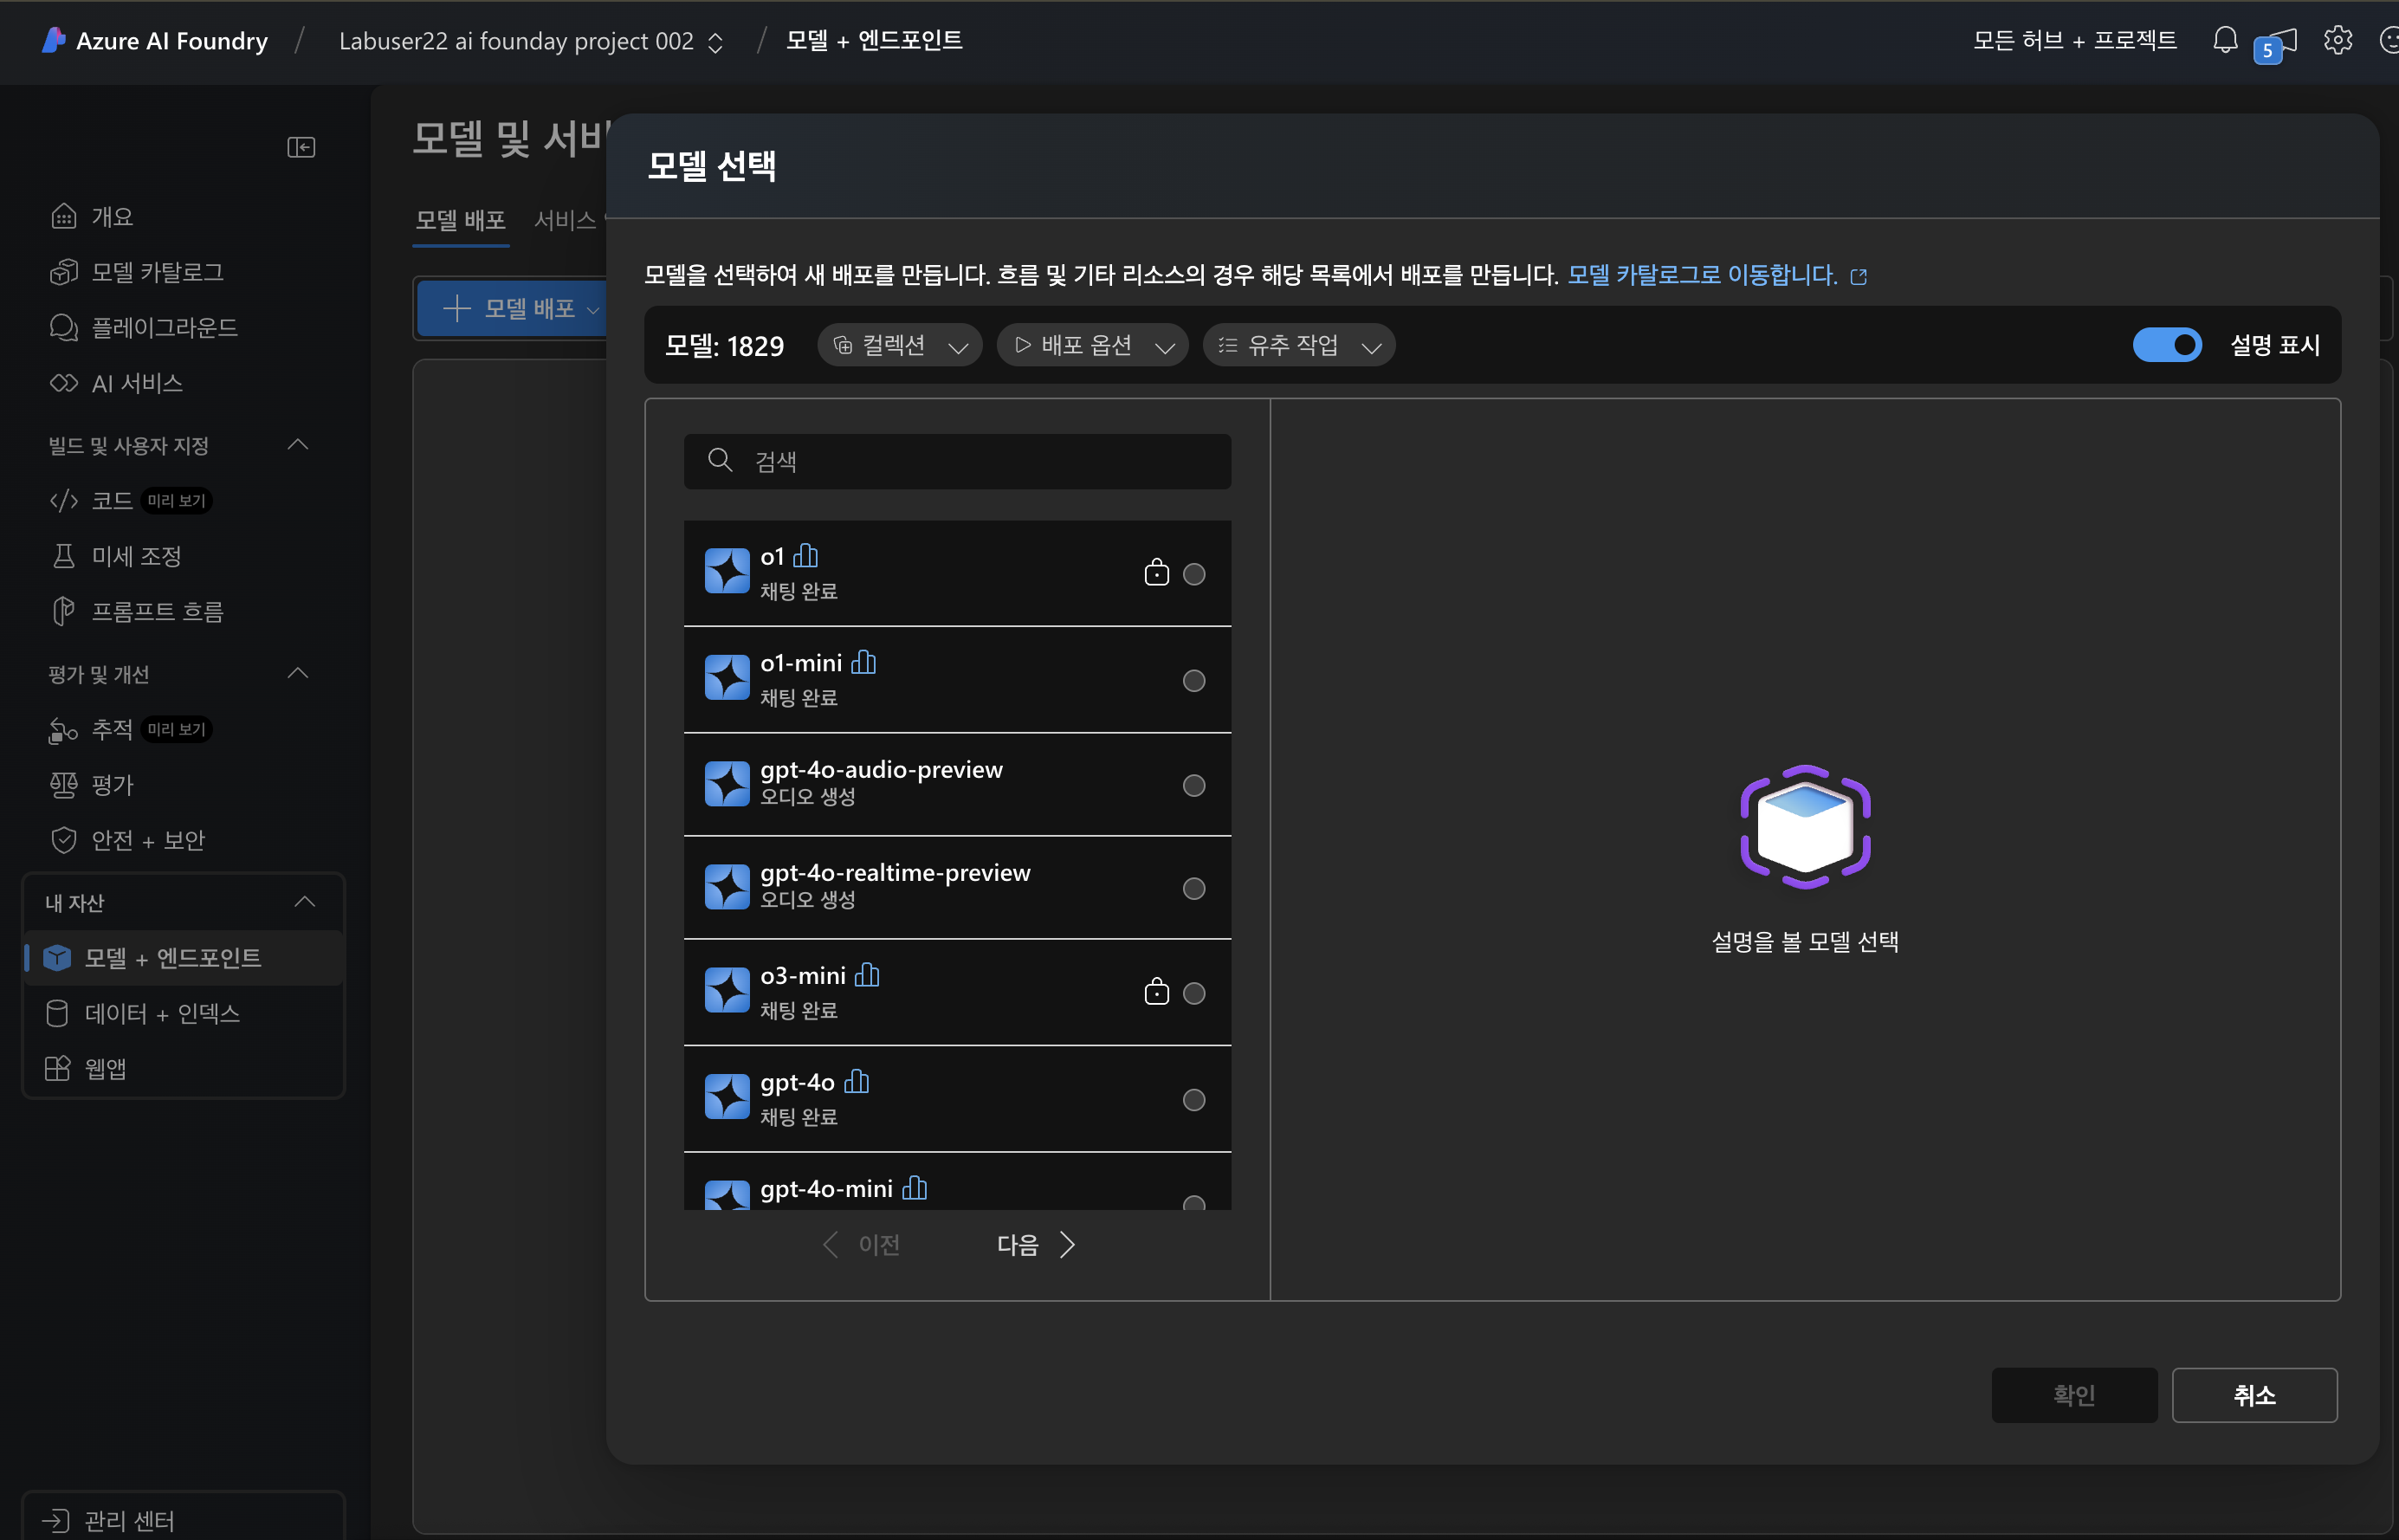 Azure AI Foundry / Labuser22 ai founday project 002 / 모델 + 엔드포인트
모든 허브 + 프로젝트
5
개요
모델 카탈로그
플레이그라운드
AI 서비스
빌드 및 사용자 지정
코드 미리 보기
미세 조정
프롬프트 흐름
평가 및 개선
추적 미리 보기
평가
안전 + 보안
내 자산
모델 + 엔드포인트
데이터 + 인덱스
웹앱
관리 센터
모델 및 서비
모델 배포 서비스
모델 배포
모델 선택
모델을 선택하여 새 배포를 만듭니다. 흐름 및 기타 리소스의 경우 해당 목록에서 배포를 만듭니다. 모델 카탈로그로 이동합니다.
모델: 1829 컬렉션 배포 옵션 유추 작업 설명 표시
검색
o1
채팅 완료
o1-mini
채팅 완료
gpt-4o-audio-preview
오디오 생성
gpt-4o-realtime-preview
오디오 생성
o3-mini
채팅 완료
gpt-4o
채팅 완료
gpt-4o-mini
이전 다음
설명을 볼 모델 선택
확인 취소